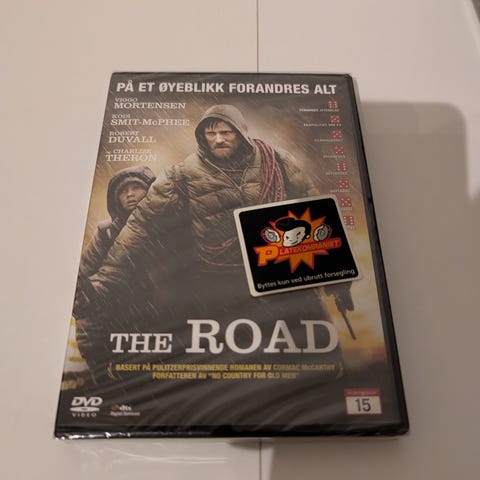 PÅ ET ØYEBLIKK FORANDRES ALT
VIGGO
MORTENSEN
KODI
SMIT-MCPHEE
ROBERT
DUVALL
CHARLIZE
THERON
PLATEKOMPANIET
Byttes kun ved ubrutt forsegling
THE ROAD
BASERT PÅ PULITZERPRISVINNENDE ROMANEN AV CORMAC McCARTHY
FORFATTEREN AV "NO COUNTRY FOR OLD MEN"
DVD
VIDEO
dts
Digital Surround
15